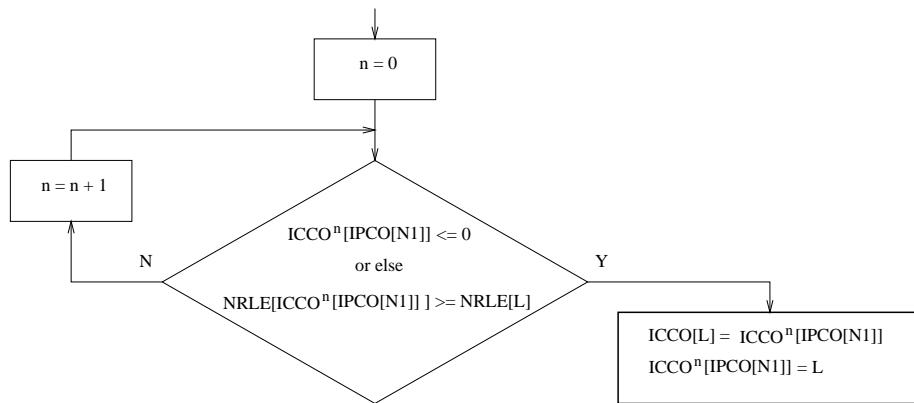 n = 0
n = n + 1
ICCOⁿ[IPCO[N1]] <= 0
N
or else
Y
NRLE[ICCOⁿ[IPCO[N1]] ] >= NRLE[L]
ICCO[L] = ICCOⁿ[IPCO[N1]]
ICCOⁿ[IPCO[N1]] = L